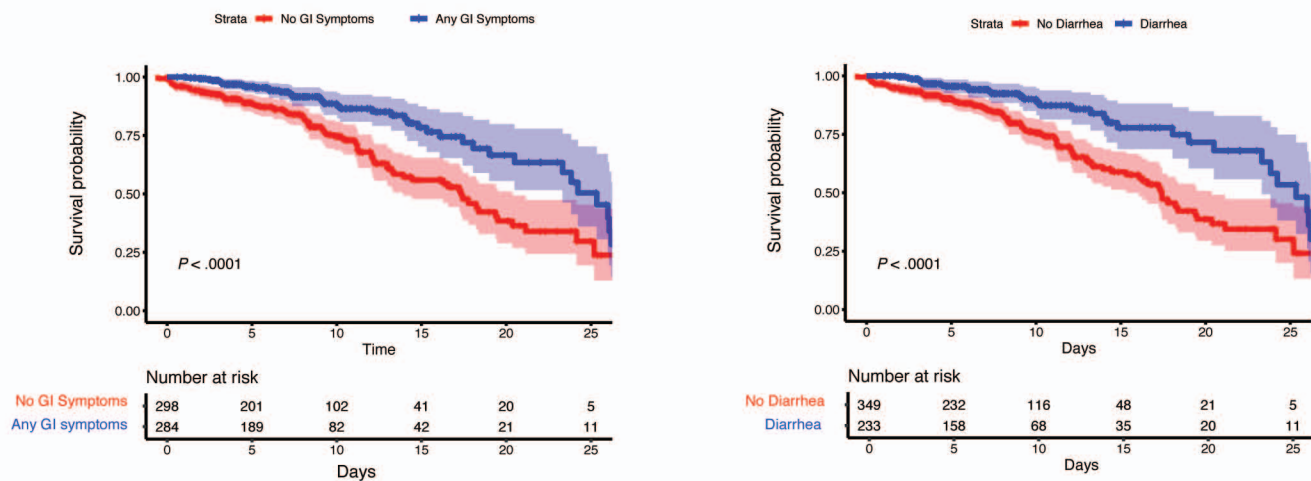 Strata No GI Symptoms Any GI Symptoms
Survival probability
1.00
0.75
0.50
0.25
0.00
P < .0001
0 5 10 15 20 25
Time
Number at risk
No GI Symptoms 298 201 102 41 20 5
Any GI symptoms 284 189 82 42 21 11
0 5 10 15 20 25
Days
Strata No Diarrhea Diarrhea
Survival probability
1.00
0.75
0.50
0.25
0.00
P < .0001
0 5 10 15 20 25
Days
Number at risk
No Diarrhea 349 232 116 48 21 5
Diarrhea 233 158 68 35 20 11
0 5 10 15 20 25
Days